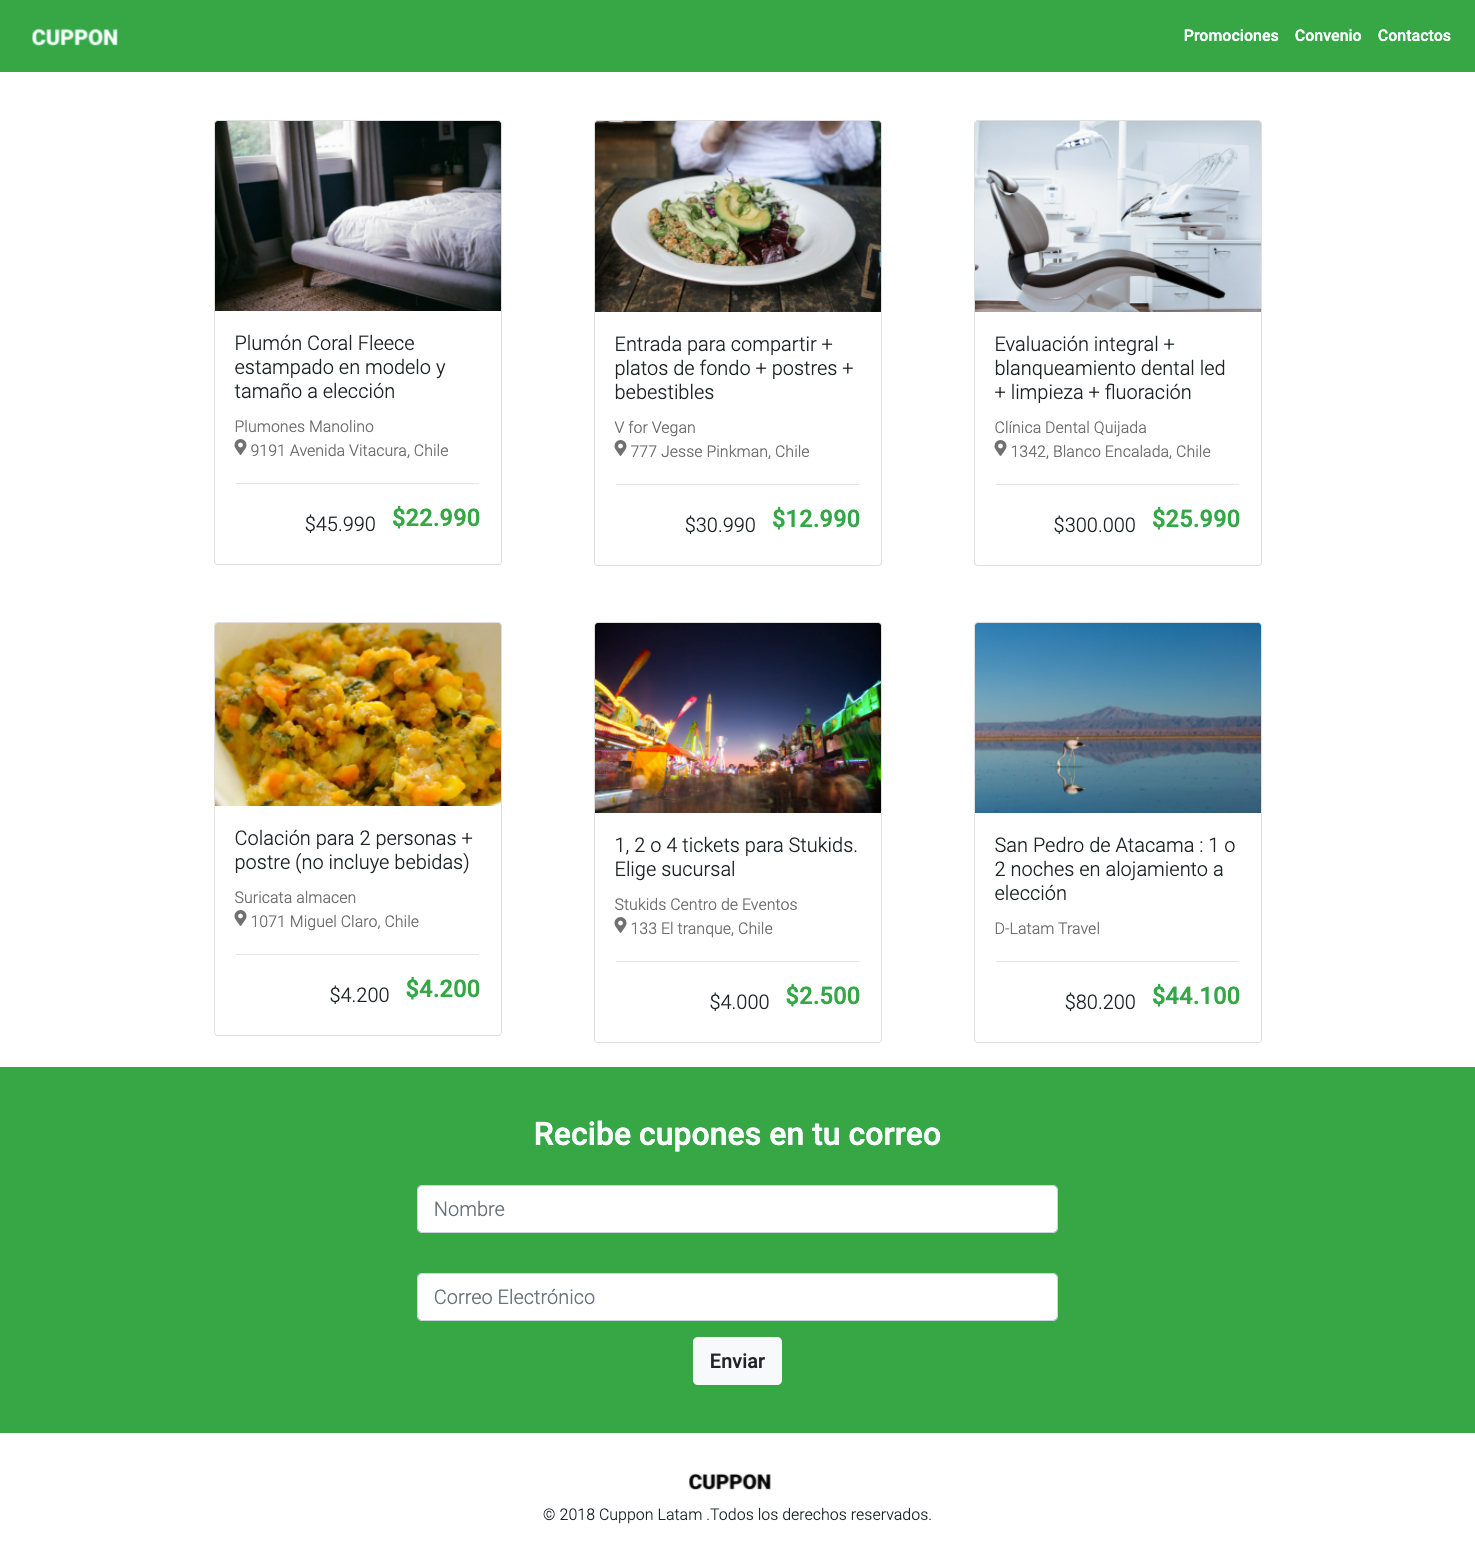 CUPPON
Promociones Convenio Contactos
Plumón Coral Fleece
estampado en modelo y
tamaño a elección
Plumones Manolino
9191 Avenida Vitacura, Chile
$45.990 $22.990
Entrada para compartir +
platos de fondo + postres +
bebestibles
V for Vegan
777 Jesse Pinkman, Chile
$30.990 $12.990
Evaluación integral +
blanqueamiento dental led
+ limpieza + fluoración
Clínica Dental Quijada
1342, Blanco Encalada, Chile
$300.000 $25.990
Colación para 2 personas +
postre (no incluye bebidas)
Suricata almacen
1071 Miguel Claro, Chile
$4.200 $4.200
1, 2 o 4 tickets para Stukids.
Elige sucursal
Stukids Centro de Eventos
133 El tranque, Chile
$4.000 $2.500
San Pedro de Atacama : 1 o
2 noches en alojamiento a
elección
D-Latam Travel
$80.200 $44.100
Recibe cupones en tu correo
Nombre
Correo Electrónico
Enviar
CUPPON
© 2018 Cuppon Latam .Todos los derechos reservados.